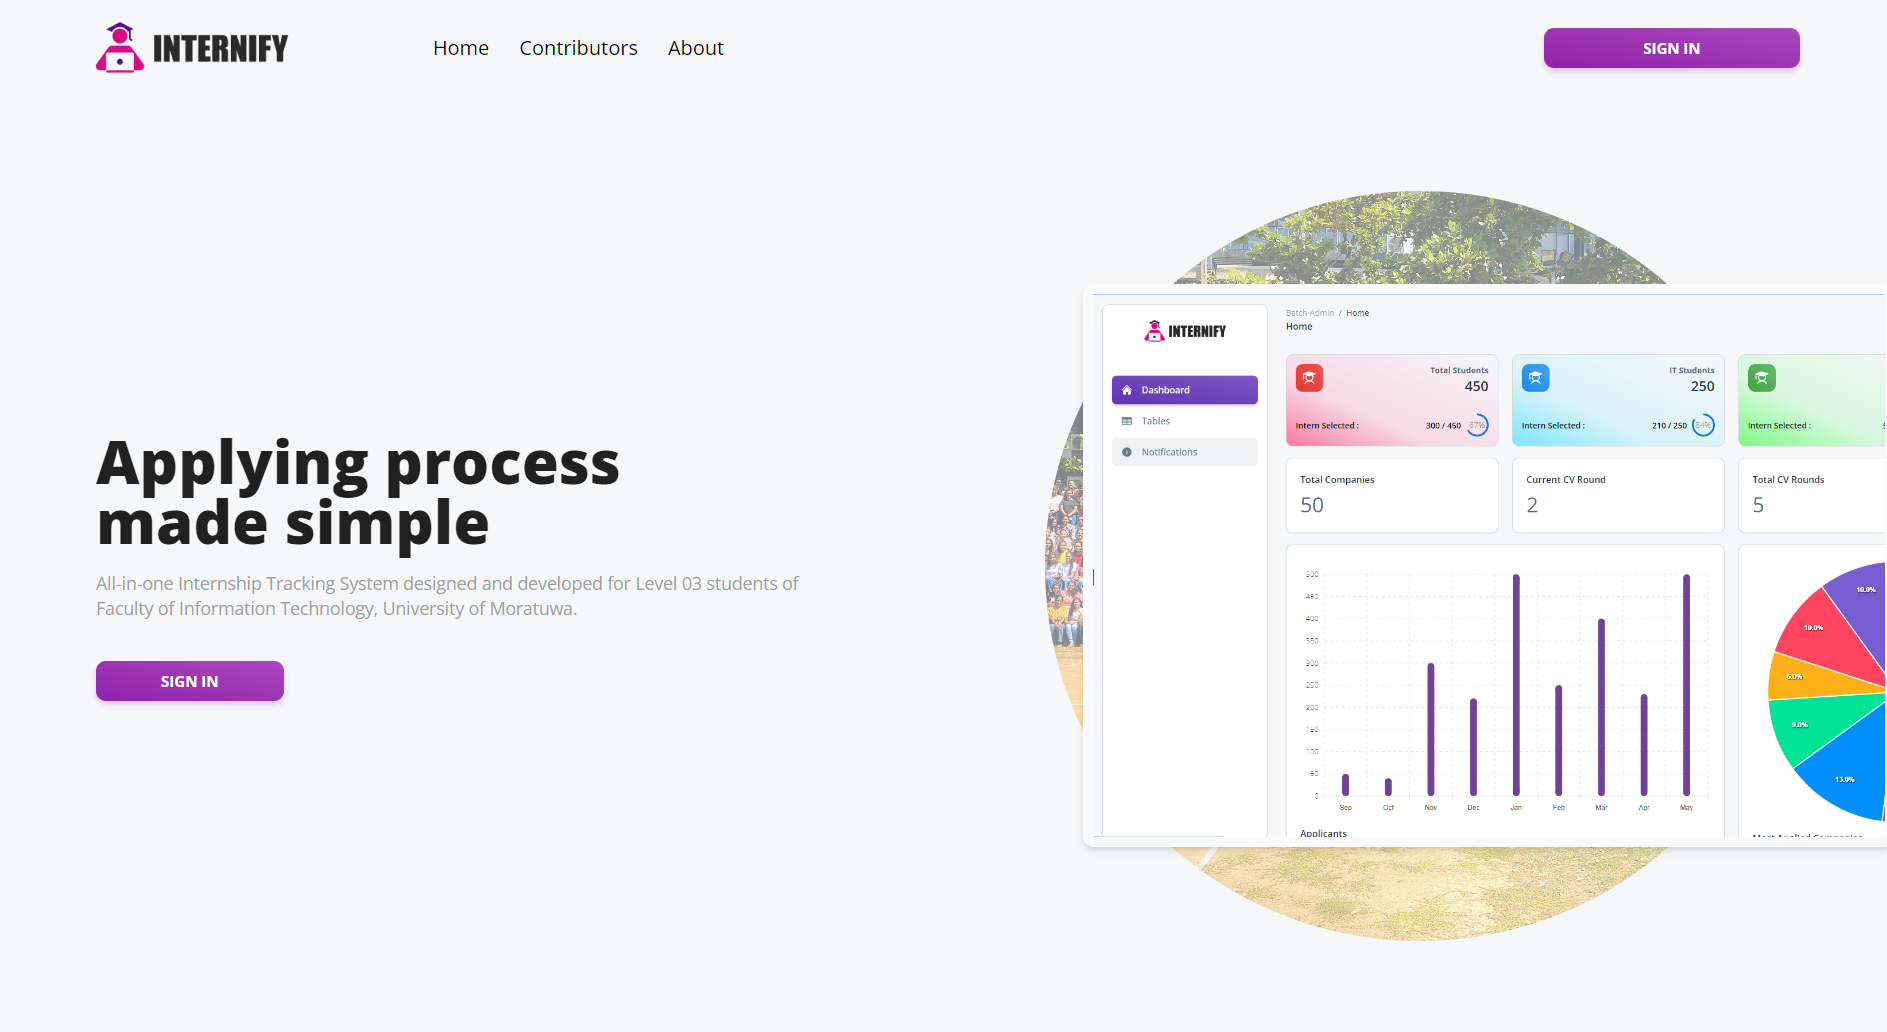 INTERNIFY
Home Contributors About
SIGN IN
Applying process
made simple
All-in-one Internship Tracking System designed and developed for Level 03 students of
Faculty of Information Technology, University of Moratuwa.
SIGN IN
INTERNIFY
Dashboard
Tables
Notifications
Batch-Admin / Home
Home
Total Students
450
Intern Selected :
300 / 450
67%
IT Students
250
Intern Selected :
210 / 250
84%
Intern Selected :
Total Companies
50
Current CV Round
2
Total CV Rounds
5
500
450
400
350
300
250
200
150
100
50
0
Sep Oct Nov Dec Jan Feb Mar Apr May
Applicants
10.0%
10.0%
6.0%
9.0%
13.0%
Most Applied Companies